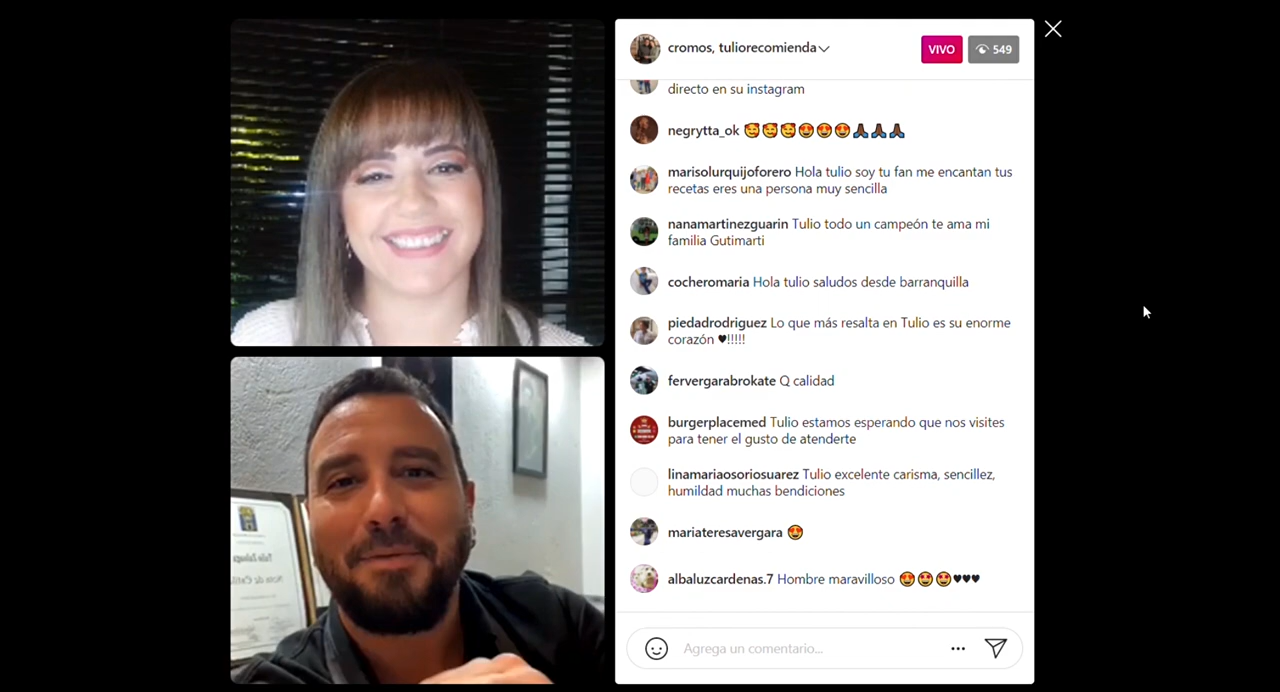 cromos, tuliorecomienda
VIVO
549
directo en su instagram
negrytta_ok 🥰🥰🥰😍😍😍🙏🏿🙏🏿🙏🏿
marisolurquijoforero Hola tulio soy tu fan me encantan tus
recetas eres una persona muy sencilla
nanamartinezguarin Tulio todo un campeón te ama mi
familia Gutimarti
cocheromaria Hola tulio saludos desde barranquilla
piedadrodriguez Lo que más resalta en Tulio es su enorme
corazón ♥!!!!!
fervergarabrokate Q calidad
burgerplacemed Tulio estamos esperando que nos visites
para tener el gusto de atenderte
linamariaosoriosuarez Tulio excelente carisma, sencillez,
humildad muchas bendiciones
mariateresavergara 😍
albaluzcardenas.7 Hombre maravilloso 😍😍😍♥♥♥
Agrega un comentario...